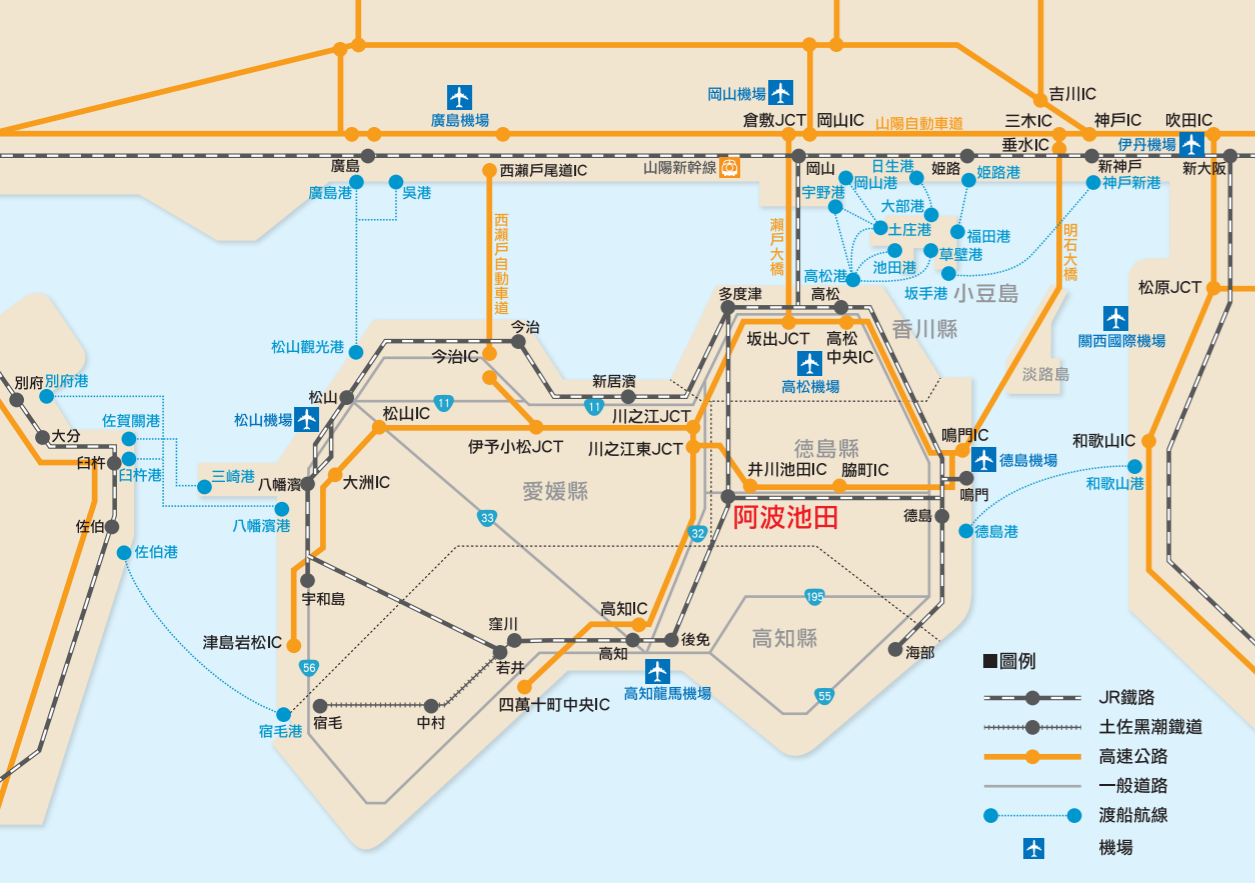 岡山機場
吉川IC
廣島機場
倉敷JCT
岡山IC
山陽自動車道
三木IC
神戶IC
吹田IC
垂水IC
伊丹機場
廣島
西瀨戶尾道IC
山陽新幹線
岡山
日生港
姬路
姬路港
新神戶
新大阪
廣島港
吳港
宇野港
岡山港
神戶新港
西瀨戶自動車道
瀨戶大橋
大部港
土庄港
福田港
明石大橋
高松港
池田港
草壁港
坂手港
小豆島
松原JCT
多度津
高松
香川縣
今治
松山觀光港
今治IC
坂出JCT
高松
中央IC
關西國際機場
別府
別府港
松山
新居濱
高松機場
淡路島
11
11
佐賀關港
松山機場
松山IC
川之江JCT
大分
伊予小松JCT
川之江東JCT
德島縣
鳴門IC
和歌山IC
臼杵
臼杵港
三崎港
八幡濱
大洲IC
愛媛縣
井川池田IC
脇町IC
德島機場
和歌山港
鳴門
八幡濱港
33
32
阿波池田
德島
德島港
佐伯
佐伯港
宇和島
高知IC
195
津島岩松IC
窪川
高知
後免
高知縣
海部
56
若井
高知龍馬機場
55
宿毛港
宿毛
中村
四萬十町中央IC
■圖例
JR鐵路
土佐黑潮鐵道
高速公路
一般道路
渡船航線
機場